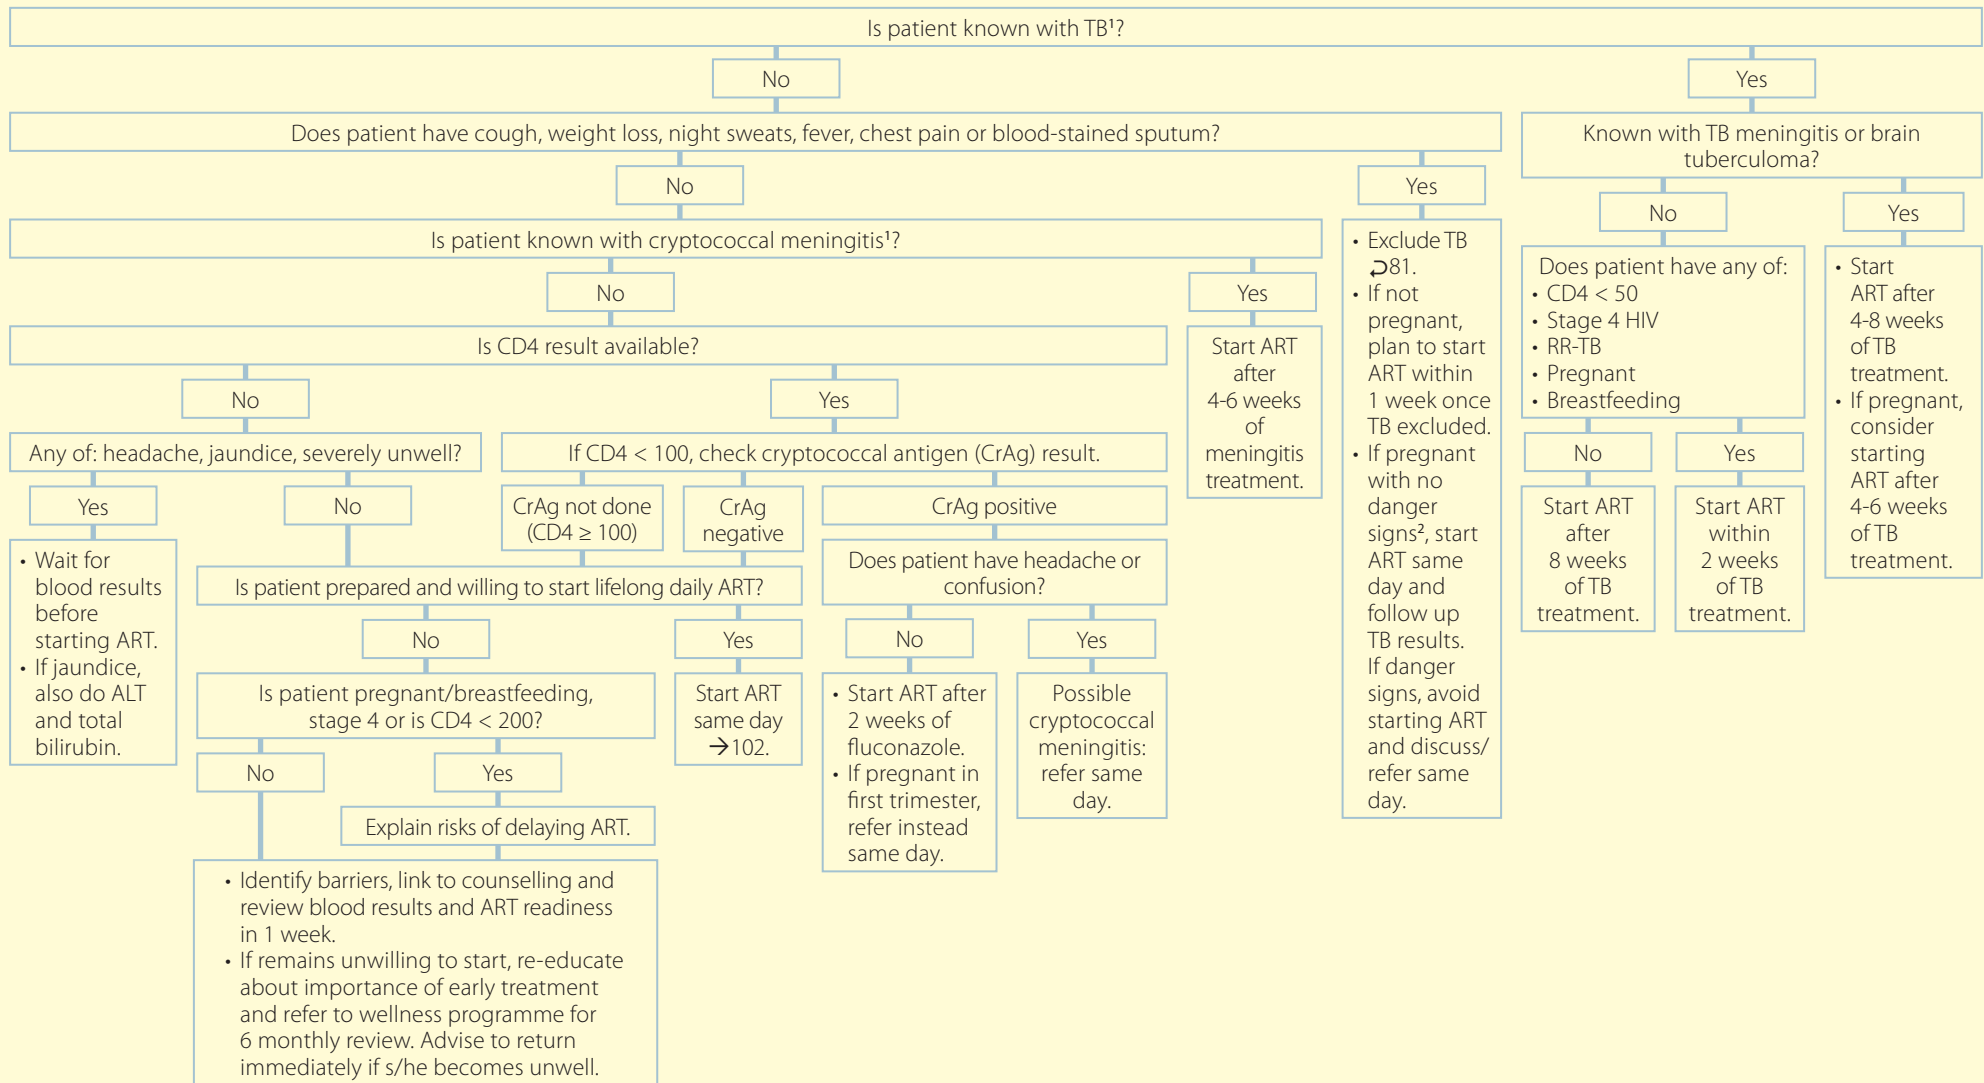 Is patient known with TB¹?
No
Yes
Does patient have cough, weight loss, night sweats, fever, chest pain or blood-stained sputum?
Known with TB meningitis or brain
tuberculoma?
No
Yes
No
Yes
Is patient known with cryptococcal meningitis¹?
• Exclude TB
⮌81.
• If not
pregnant,
plan to start
ART within
1 week once
TB excluded.
• If pregnant
with no
danger
signs², start
ART same
day and
follow up
TB results.
If danger
signs, avoid
starting ART
and discuss/
refer same
day.
Does patient have any of:
• CD4 < 50
• Stage 4 HIV
• RR-TB
• Pregnant
• Breastfeeding
• Start
ART after
4-8 weeks
of TB
treatment.
• If pregnant,
consider
starting
ART after
4-6 weeks
of TB
treatment.
No
Yes
No
Yes
Start ART
after
8 weeks
of TB
treatment.
Start ART
within
2 weeks
of TB
treatment.
Is CD4 result available?
Start ART
after
4-6 weeks
of
meningitis
treatment.
No
Yes
Any of: headache, jaundice, severely unwell?
If CD4 < 100, check cryptococcal antigen (CrAg) result.
Yes
No
CrAg not done
(CD4 ≥ 100)
CrAg
negative
CrAg positive
• Wait for
blood results
before
starting ART.
• If jaundice,
also do ALT
and total
bilirubin.
Is patient prepared and willing to start lifelong daily ART?
Does patient have headache or
confusion?
No
Yes
No
Yes
Is patient pregnant/breastfeeding,
stage 4 or is CD4 < 200?
Start ART
same day
→102.
• Start ART after
2 weeks of
fluconazole.
• If pregnant in
first trimester,
refer instead
same day.
Possible
cryptococcal
meningitis:
refer same
day.
No
Yes
Explain risks of delaying ART.
• Identify barriers, link to counselling and
review blood results and ART readiness
in 1 week.
• If remains unwilling to start, re-educate
about importance of early treatment
and refer to wellness programme for
6 monthly review. Advise to return
immediately if s/he becomes unwell.